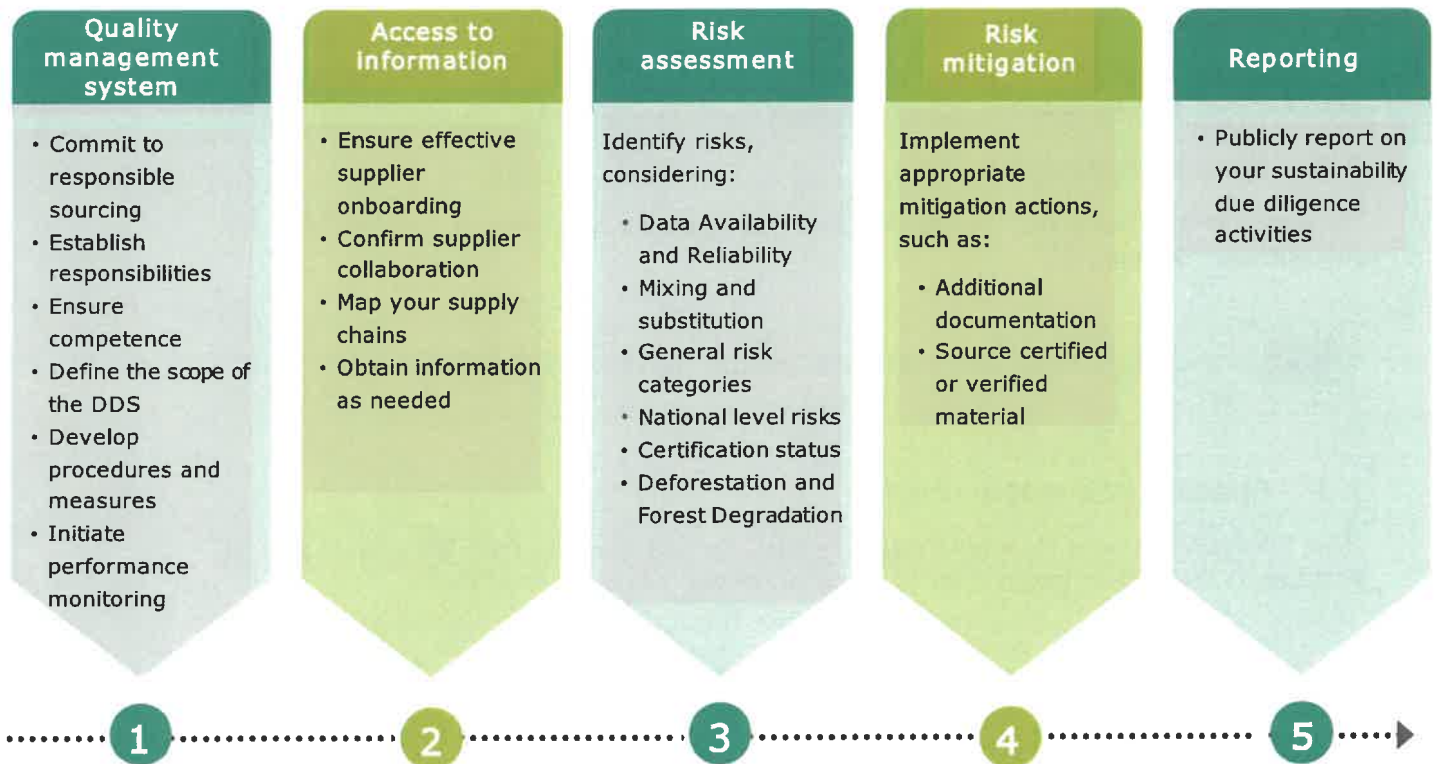 Quality
management
system
• Commit to
responsible
sourcing
• Establish
responsibilities
• Ensure
competence
• Define the scope of
the DDS
• Develop
procedures and
measures
• Initiate
performance
monitoring
Access to
information
• Ensure effective
supplier
onboarding
• Confirm supplier
collaboration
• Map your supply
chains
• Obtain information
as needed
Risk
assessment
Identify risks,
considering:
• Data Availability
and Reliability
• Mixing and
substitution
• General risk
categories
• National level risks
• Certification status
• Deforestation and
Forest Degradation
Risk
mitigation
Implement
appropriate
mitigation actions,
such as:
• Additional
documentation
• Source certified
or verified
material
Reporting
• Publicly report on
your sustainability
due diligence
activities
1
2
3
4
5